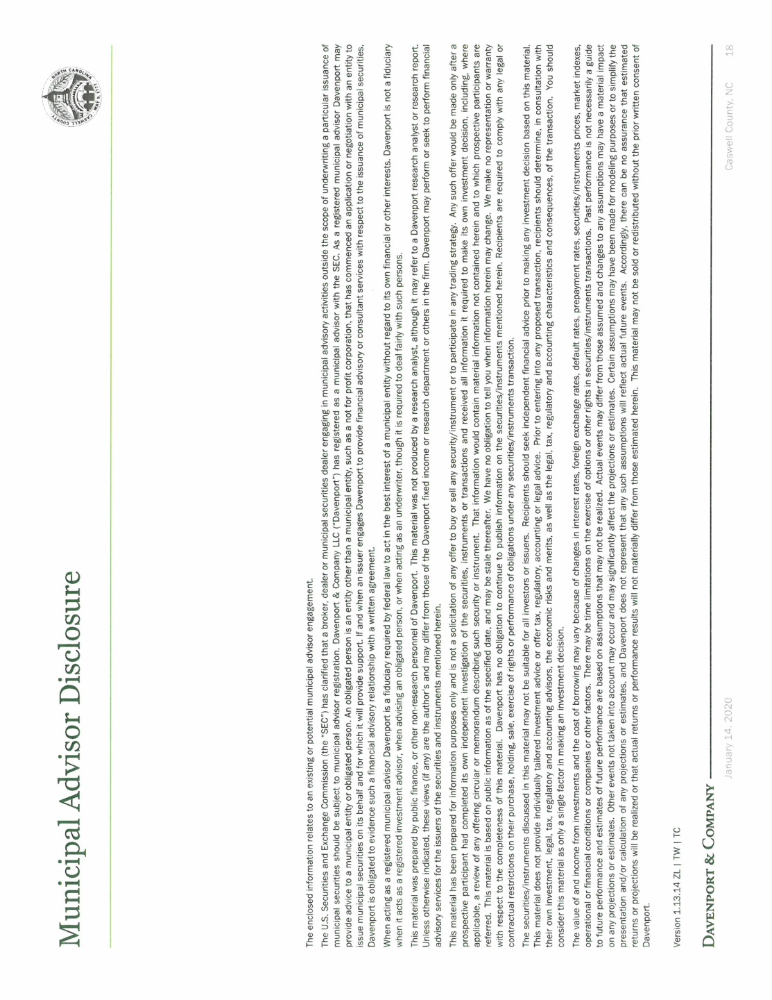 Municipal Advisor Disclosure
NORTH CAROLINA
CASWELL COUNTY
The enclosed information relates to an existing or potential municipal advisor engagement.
The U.S. Securities and Exchange Commission (the “SEC”) has clarified that a broker, dealer or municipal securities dealer engaging in municipal advisory activities outside the scope of underwriting a particular issuance of
municipal securities should be subject to municipal advisor registration. Davenport & Company LLC (“Davenport”) has registered as a municipal advisor with the SEC. As a registered municipal advisor Davenport may
provide advice to a municipal entity or obligated person. An obligated person is an entity other than a municipal entity, such as a not for profit corporation, that has commenced an application or negotiation with an entity to
issue municipal securities on its behalf and for which it will provide support. If and when an issuer engages Davenport to provide financial advisory or consultant services with respect to the issuance of municipal securities,
Davenport is obligated to evidence such a financial advisory relationship with a written agreement.
When acting as a registered municipal advisor Davenport is a fiduciary required by federal law to act in the best interest of a municipal entity without regard to its own financial or other interests. Davenport is not a fiduciary
when it acts as a registered investment advisor, when advising an obligated person, or when acting as an underwriter, though it is required to deal fairly with such persons.
This material was prepared by public finance, or other non-research personnel of Davenport. This material was not produced by a research analyst, although it may refer to a Davenport research analyst or research report.
Unless otherwise indicated, these views (if any) are the author's and may differ from those of the Davenport fixed income or research department or others in the firm. Davenport may perform or seek to perform financial
advisory services for the issuers of the securities and instruments mentioned herein.
This material has been prepared for information purposes only and is not a solicitation of any offer to buy or sell any security/instrument or to participate in any trading strategy. Any such offer would be made only after a
prospective participant had completed its own independent investigation of the securities, instruments or transactions and received all information it required to make its own investment decision, including, where
applicable, a review of any offering circular or memorandum describing such security or instrument. That information would contain material information not contained herein and to which prospective participants are
referred. This material is based on public information as of the specified date, and may be stale thereafter. We have no obligation to tell you when information herein may change. We make no representation or warranty
with respect to the completeness of this material. Davenport has no obligation to continue to publish information on the securities/instruments mentioned herein. Recipients are required to comply with any legal or
contractual restrictions on their purchase, holding, sale, exercise of rights or performance of obligations under any securities/instruments transaction.
The securities/instruments discussed in this material may not be suitable for all investors or issuers. Recipients should seek independent financial advice prior to making any investment decision based on this material.
This material does not provide individually tailored investment advice or offer tax, regulatory, accounting or legal advice. Prior to entering into any proposed transaction, recipients should determine, in consultation with
their own investment, legal, tax, regulatory and accounting advisors, the economic risks and merits, as well as the legal, tax, regulatory and accounting characteristics and consequences, of the transaction. You should
consider this material as only a single factor in making an investment decision.
The value of and income from investments and the cost of borrowing may vary because of changes in interest rates, foreign exchange rates, default rates, prepayment rates, securities/instruments prices, market indexes,
operational or financial conditions or companies or other factors. There may be time limitations on the exercise of options or other rights in securities/instruments transactions. Past performance is not necessarily a guide
to future performance and estimates of future performance are based on assumptions that may not be realized. Actual events may differ from those assumed and changes to any assumptions may have a material impact
on any projections or estimates. Other events not taken into account may occur and may significantly affect the projections or estimates. Certain assumptions may have been made for modeling purposes or to simplify the
presentation and/or calculation of any projections or estimates, and Davenport does not represent that any such assumptions will reflect actual future events. Accordingly, there can be no assurance that estimated
returns or projections will be realized or that actual returns or performance results will not materially differ from those estimated herein. This material may not be sold or redistributed without the prior written consent of
Davenport.
Version 1.13.14 ZL | TW | TC
DAVENPORT & COMPANY
January 14, 2020
Caswell County, NC
18